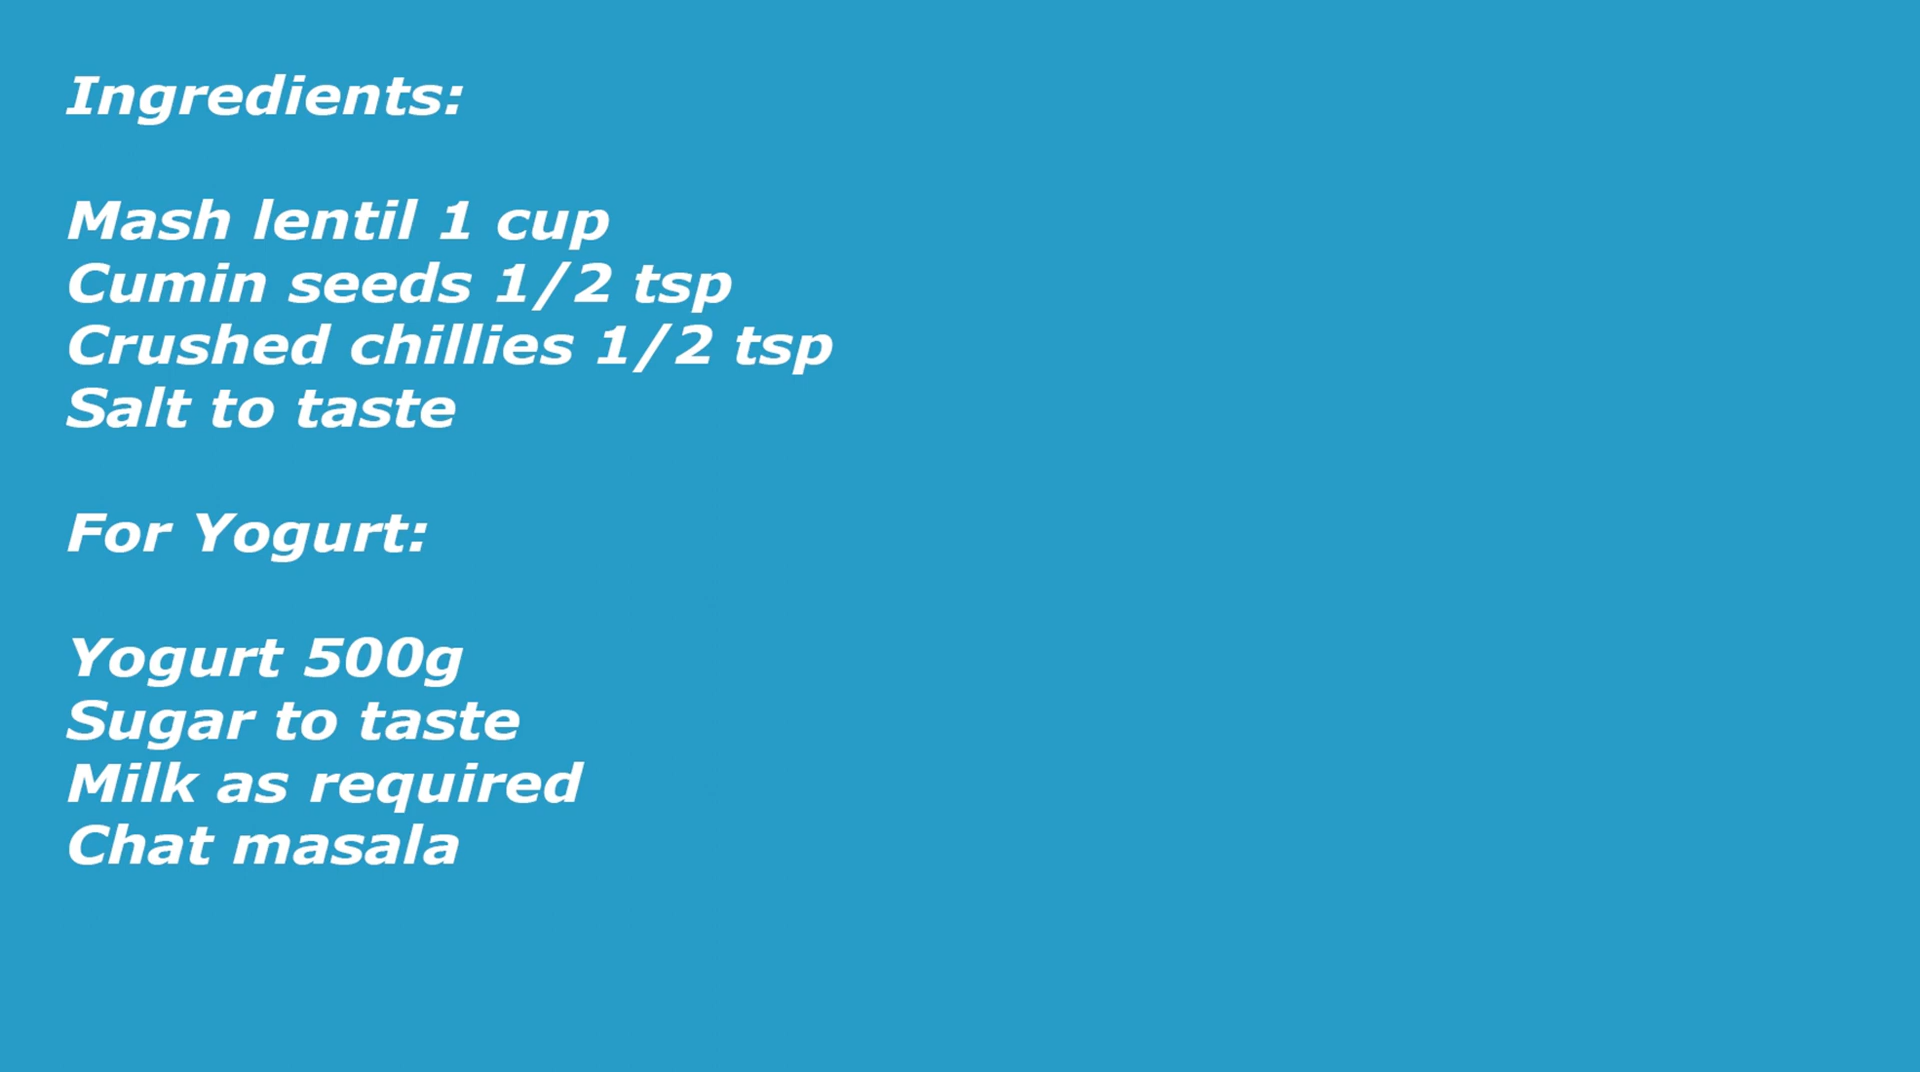 Ingredients:
Mash lentil 1 cup
Cumin seeds 1/2 tsp
Crushed chillies 1/2 tsp
Salt to taste
For Yogurt:
Yogurt 500g
Sugar to taste
Milk as required
Chat masala